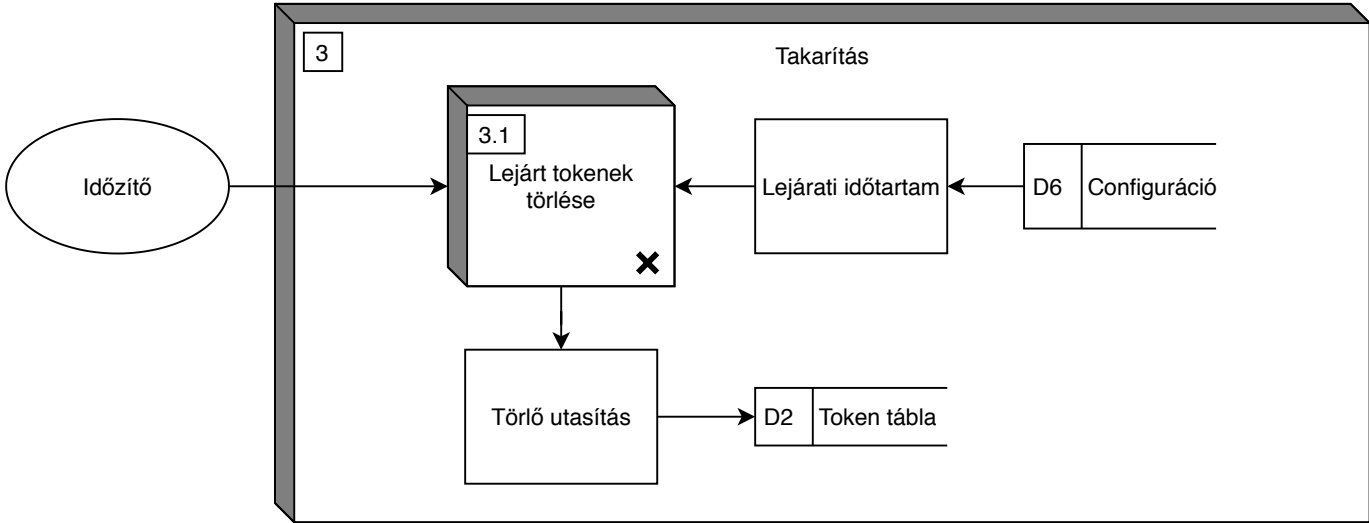 3
Takarítás
3.1
Lejárt tokenek
törlése
Időzítő
Lejárati időtartam
D6
Configuráció
Törlő utasítás
D2
Token tábla